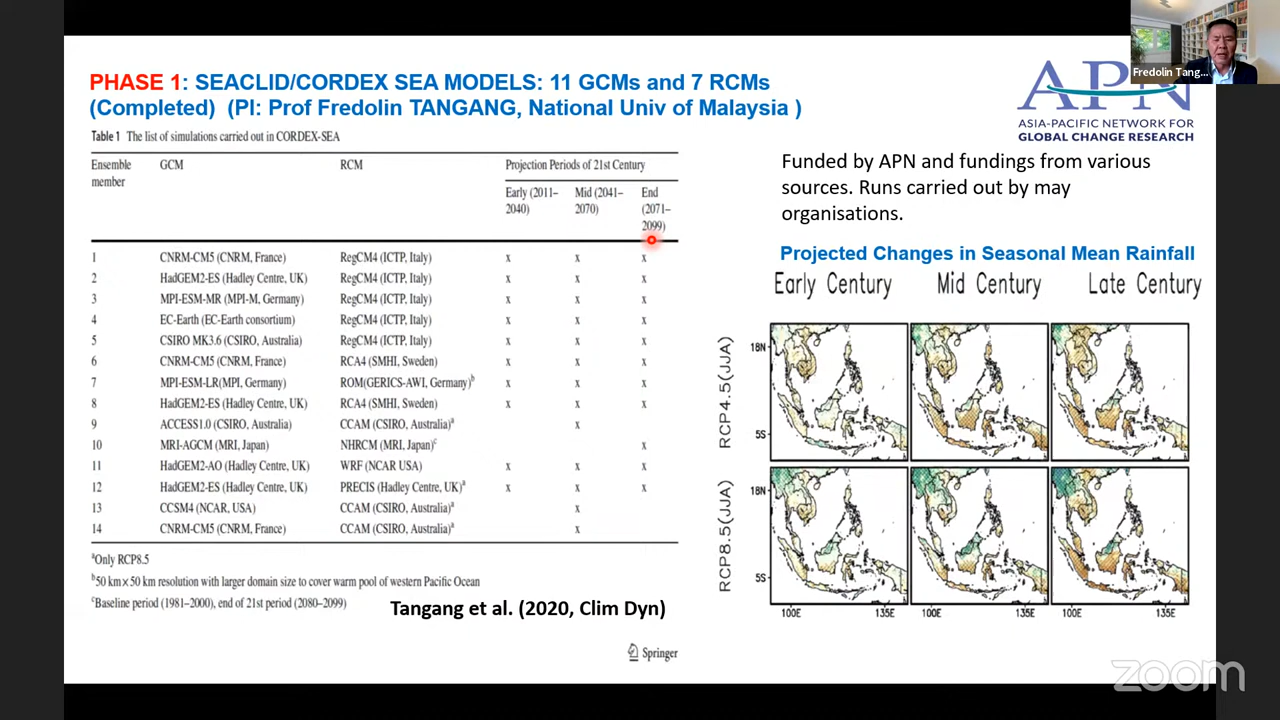 PHASE 1: SEACLID/CORDEX SEA MODELS: 11 GCMs and 7 RCMs
(Completed) (PI: Prof Fredolin TANGANG, National Univ of Malaysia )
Fredolin Tang...
APN
ASIA-PACIFIC NETWORK FOR
GLOBAL CHANGE RESEARCH
Table 1 The list of simulations carried out in CORDEX-SEA
Ensemble member GCM RCM Projection Periods of 21st Century
Early (2011–2040) Mid (2041–2070) End (2071–2099)
1 CNRM-CM5 (CNRM, France) RegCM4 (ICTP, Italy) x x x
2 HadGEM2-ES (Hadley Centre, UK) RegCM4 (ICTP, Italy) x x x
3 MPI-ESM-MR (MPI-M, Germany) RegCM4 (ICTP, Italy) x x x
4 EC-Earth (EC-Earth consortium) RegCM4 (ICTP, Italy) x x x
5 CSIRO MK3.6 (CSIRO, Australia) RegCM4 (ICTP, Italy) x x x
6 CNRM-CM5 (CNRM, France) RCA4 (SMHI, Sweden) x x x
7 MPI-ESM-LR(MPI, Germany) ROM(GERICS-AWI, Germany)b x x x
8 HadGEM2-ES (Hadley Centre, UK) RCA4 (SMHI, Sweden) x x x
9 ACCESS1.0 (CSIRO, Australia) CCAM (CSIRO, Australia)a x
10 MRI-AGCM (MRI, Japan) NHRCM (MRI, Japan)c x
11 HadGEM2-AO (Hadley Centre, UK) WRF (NCAR USA) x x x
12 HadGEM2-ES (Hadley Centre, UK) PRECIS (Hadley Centre, UK)a x x x
13 CCSM4 (NCAR, USA) CCAM (CSIRO, Australia)a x
14 CNRM-CM5 (CNRM, France) CCAM (CSIRO, Australia)a x
aOnly RCP8.5
b50 km x 50 km resolution with larger domain size to cover warm pool of western Pacific Ocean
cBaseline period (1981–2000), end of 21st period (2080–2099)
Tangang et al. (2020, Clim Dyn)
Springer
Funded by APN and fundings from various
sources. Runs carried out by may
organisations.
Projected Changes in Seasonal Mean Rainfall
Early Century Mid Century Late Century
RCP4.5(JJA)
18N
5S
RCP8.5(JJA)
18N
5S
100E 135E 100E 135E 100E 135E
zoom